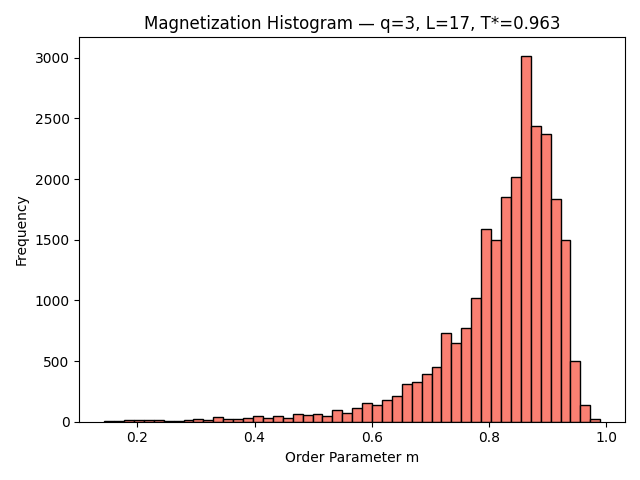 Magnetization Histogram — q=3, L=17, T*=0.963
Frequency
3000
2500
2000
1500
1000
500
0
0.2 0.4 0.6 0.8 1.0
Order Parameter m